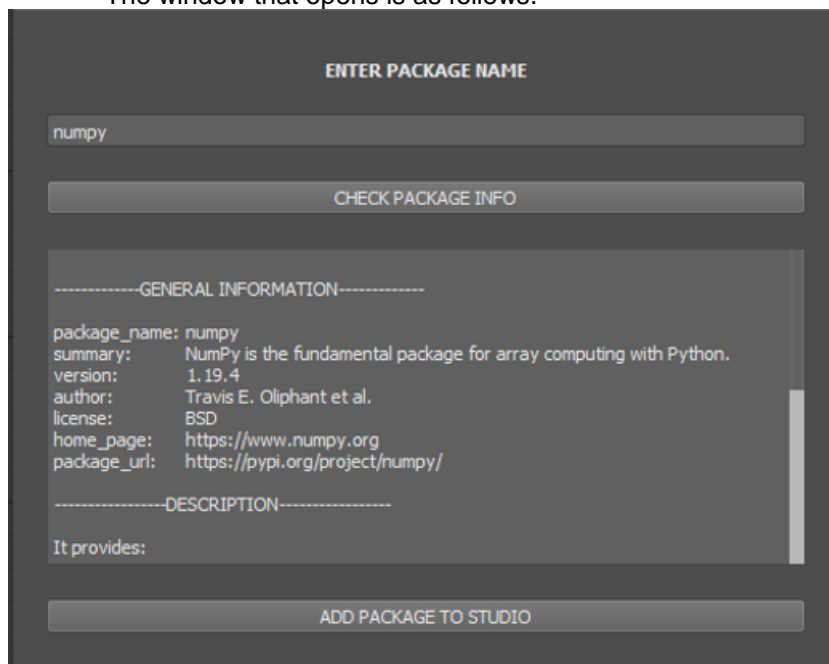 The window that opens is as follows:
ENTER PACKAGE NAME
numpy
CHECK PACKAGE INFO
-------------GENERAL INFORMATION-------------
package_name: numpy
summary: NumPy is the fundamental package for array computing with Python.
version: 1.19.4
author: Travis E. Oliphant et al.
license: BSD
home_page: https://www.numpy.org
package_url: https://pypi.org/project/numpy/
-----------------DESCRIPTION-----------------
It provides:
ADD PACKAGE TO STUDIO